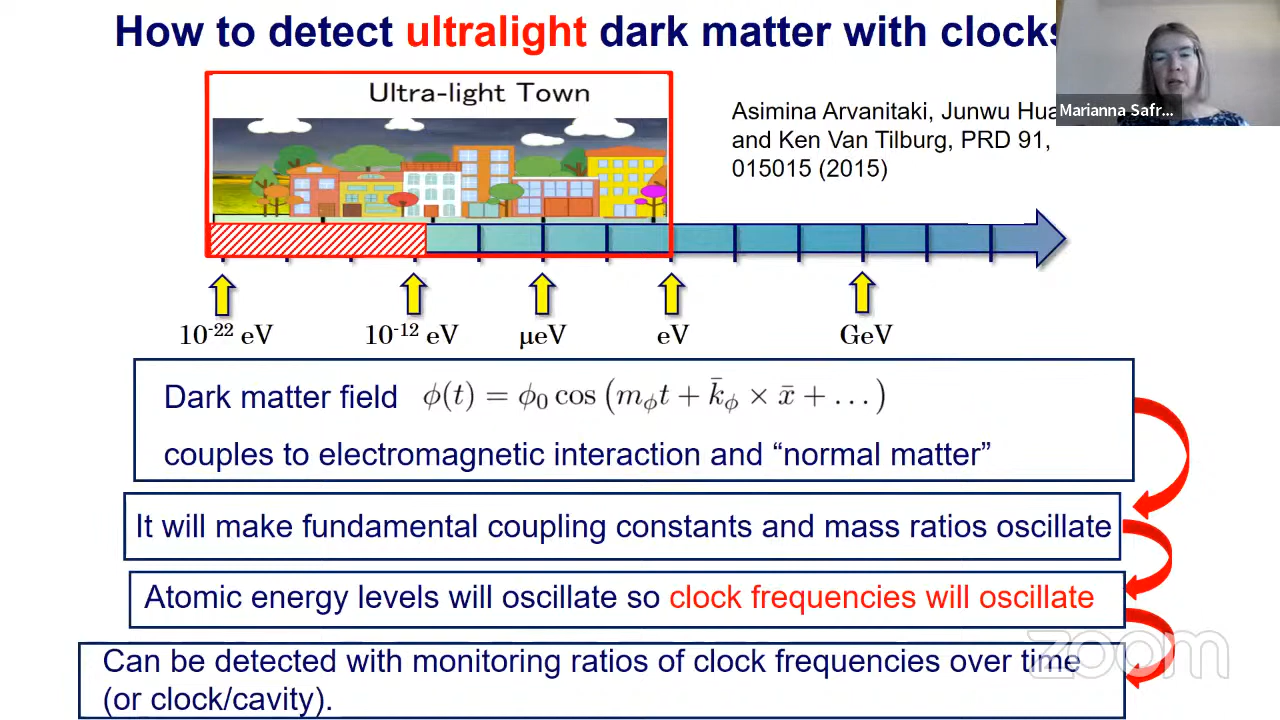 How to detect ultralight dark matter with clocks
Marianna Safr...
Ultra-light Town
Asimina Arvanitaki, Junwu Hua
and Ken Van Tilburg, PRD 91,
015015 (2015)
10⁻²² eV 10⁻¹² eV μeV eV GeV
Dark matter field ϕ(t) = ϕ₀ cos (m_ϕ t + k̄_ϕ × x̄ + … )
couples to electromagnetic interaction and “normal matter”
It will make fundamental coupling constants and mass ratios oscillate
Atomic energy levels will oscillate so clock frequencies will oscillate
Can be detected with monitoring ratios of clock frequencies over time
(or clock/cavity).
zoom